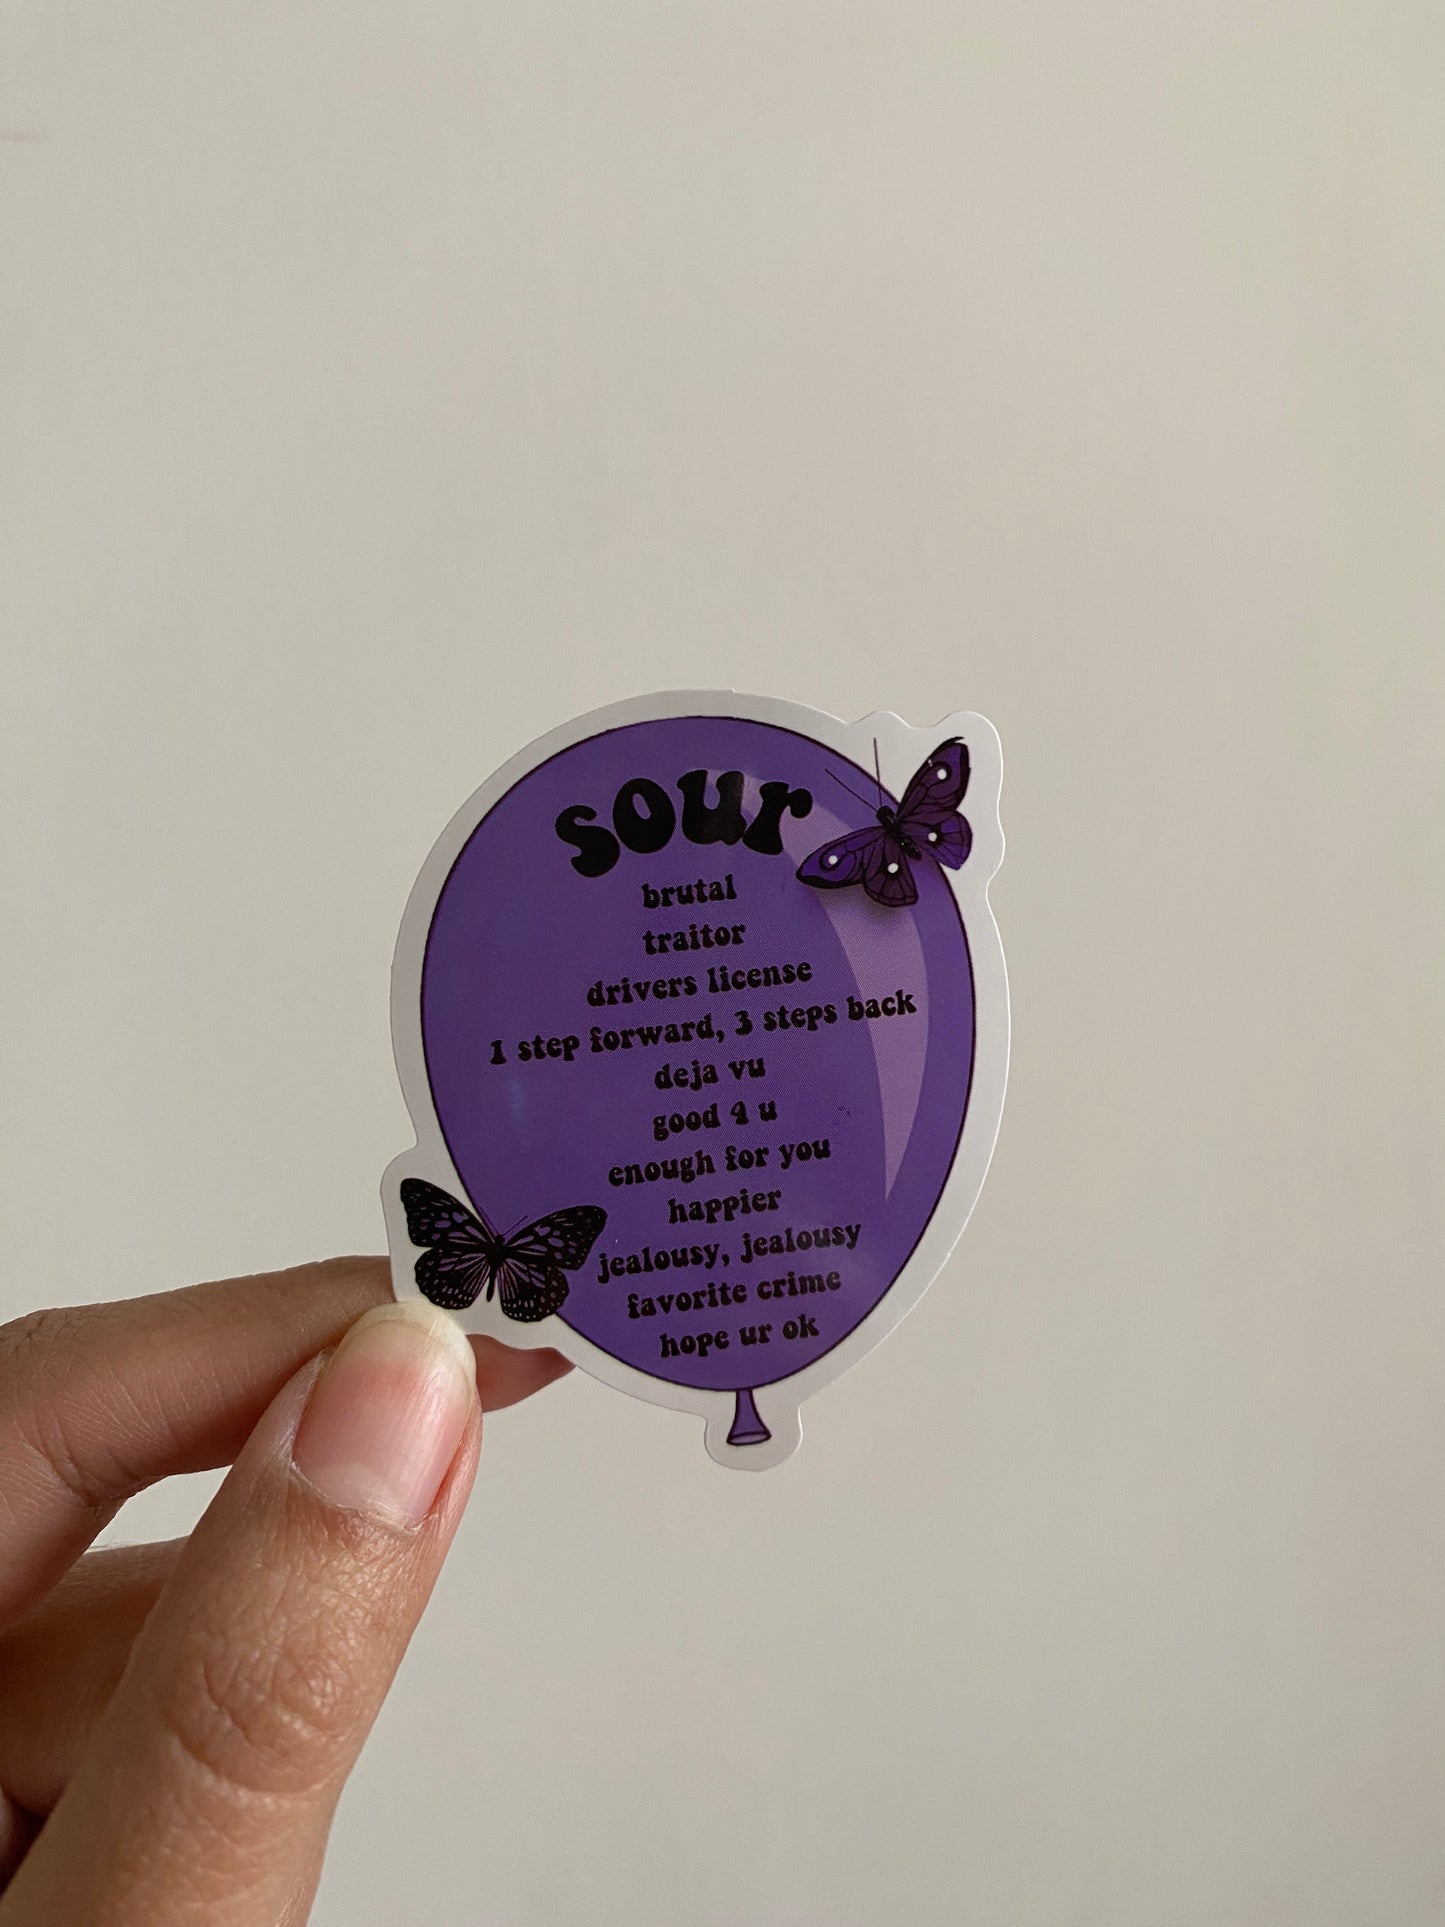 sour
brutal
traitor
drivers license
1 step forward, 3 steps back
deja vu
good 4 u
enough for you
happier
jealousy, jealousy
favorite crime
hope ur ok